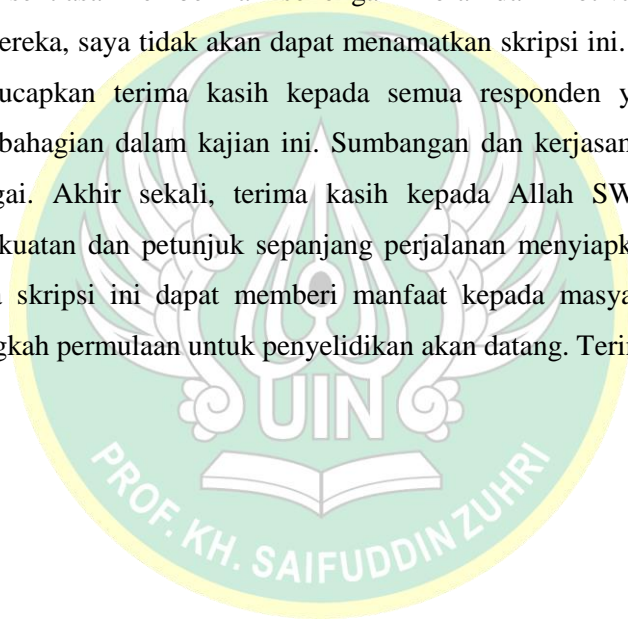 ereka, saya tidak akan dapat menamatkan skripsi ini.
ucapkan terima kasih kepada semua responden y
bahagian dalam kajian ini. Sumbangan dan kerjasan
gai. Akhir sekali, terima kasih kepada Allah SW
kuatan dan petunjuk sepanjang perjalanan menyiapk
a skripsi ini dapat memberi manfaat kepada masya
gkah permulaan untuk penyelidikan akan datang. Teri
UIN
PROF. KH. SAIFUDDIN ZUHRI